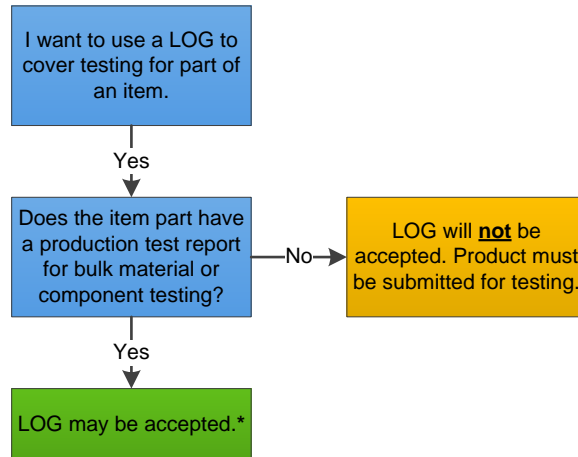 I want to use a LOG to
cover testing for part of
an item.
Yes
Does the item part have
a production test report
for bulk material or
component testing?
No
LOG will not be
accepted. Product must
be submitted for testing.
Yes
LOG may be accepted.*